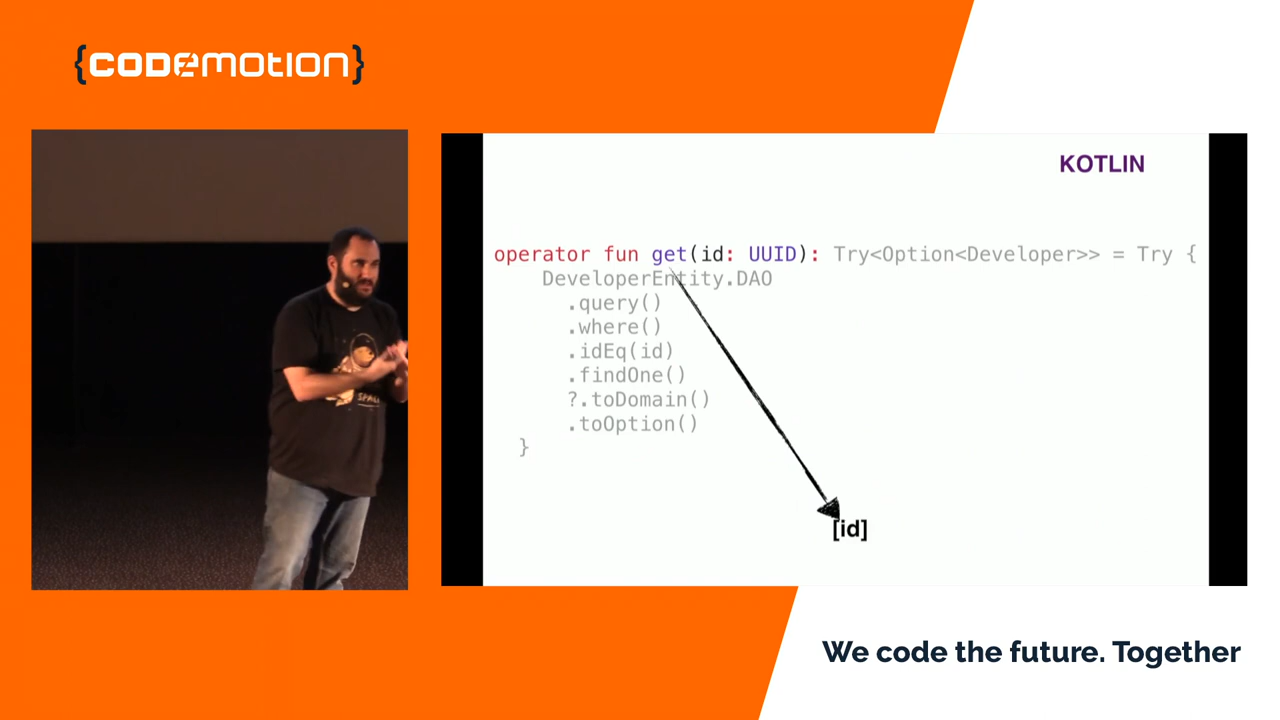 {CODEMOTION}
KOTLIN
operator fun get(id: UUID): Try<Option<Developer>> = Try {
DeveloperEntity.DAO
.query()
.where()
.idEq(id)
.findOne()
?.toDomain()
.toOption()
}
[id]
SPACE
We code the future. Together